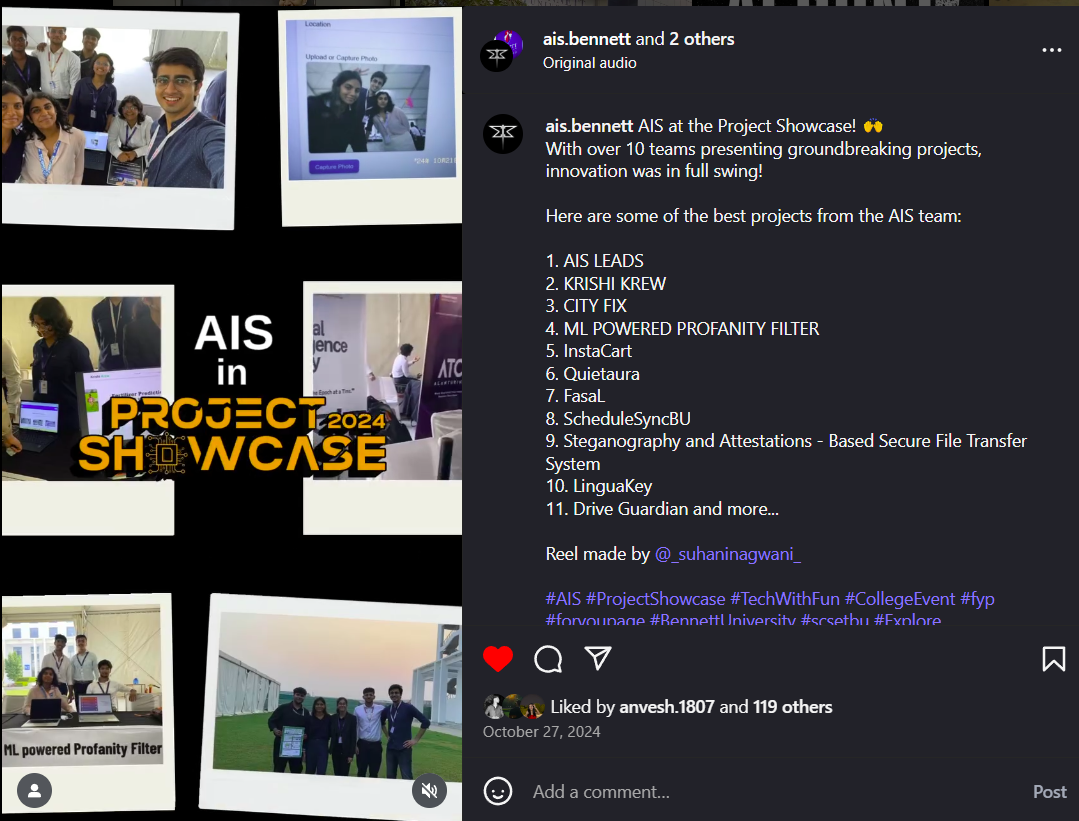 Location
Upload or Capture Photo
Capture Photo
AIS
in
PROJECT 2024
SHOWCASE
ML powered Profanity Filter
ais.bennett and 2 others
Original audio
ais.bennett AIS at the Project Showcase! 🙌
With over 10 teams presenting groundbreaking projects,
innovation was in full swing!
Here are some of the best projects from the AIS team:
1. AIS LEADS
2. KRISHI KREW
3. CITY FIX
4. ML POWERED PROFANITY FILTER
5. InstaCart
6. Quietaura
7. FasaL
8. ScheduleSyncBU
9. Steganography and Attestations - Based Secure File Transfer
System
10. LinguaKey
11. Drive Guardian and more...
Reel made by @_suhaninagwani_
#AIS #ProjectShowcase #TechWithFun #CollegeEvent #fyp
#foryoupage #BennettUniversity #scsetbu #Explore
Liked by anvesh.1807 and 119 others
October 27, 2024
Add a comment...
Post